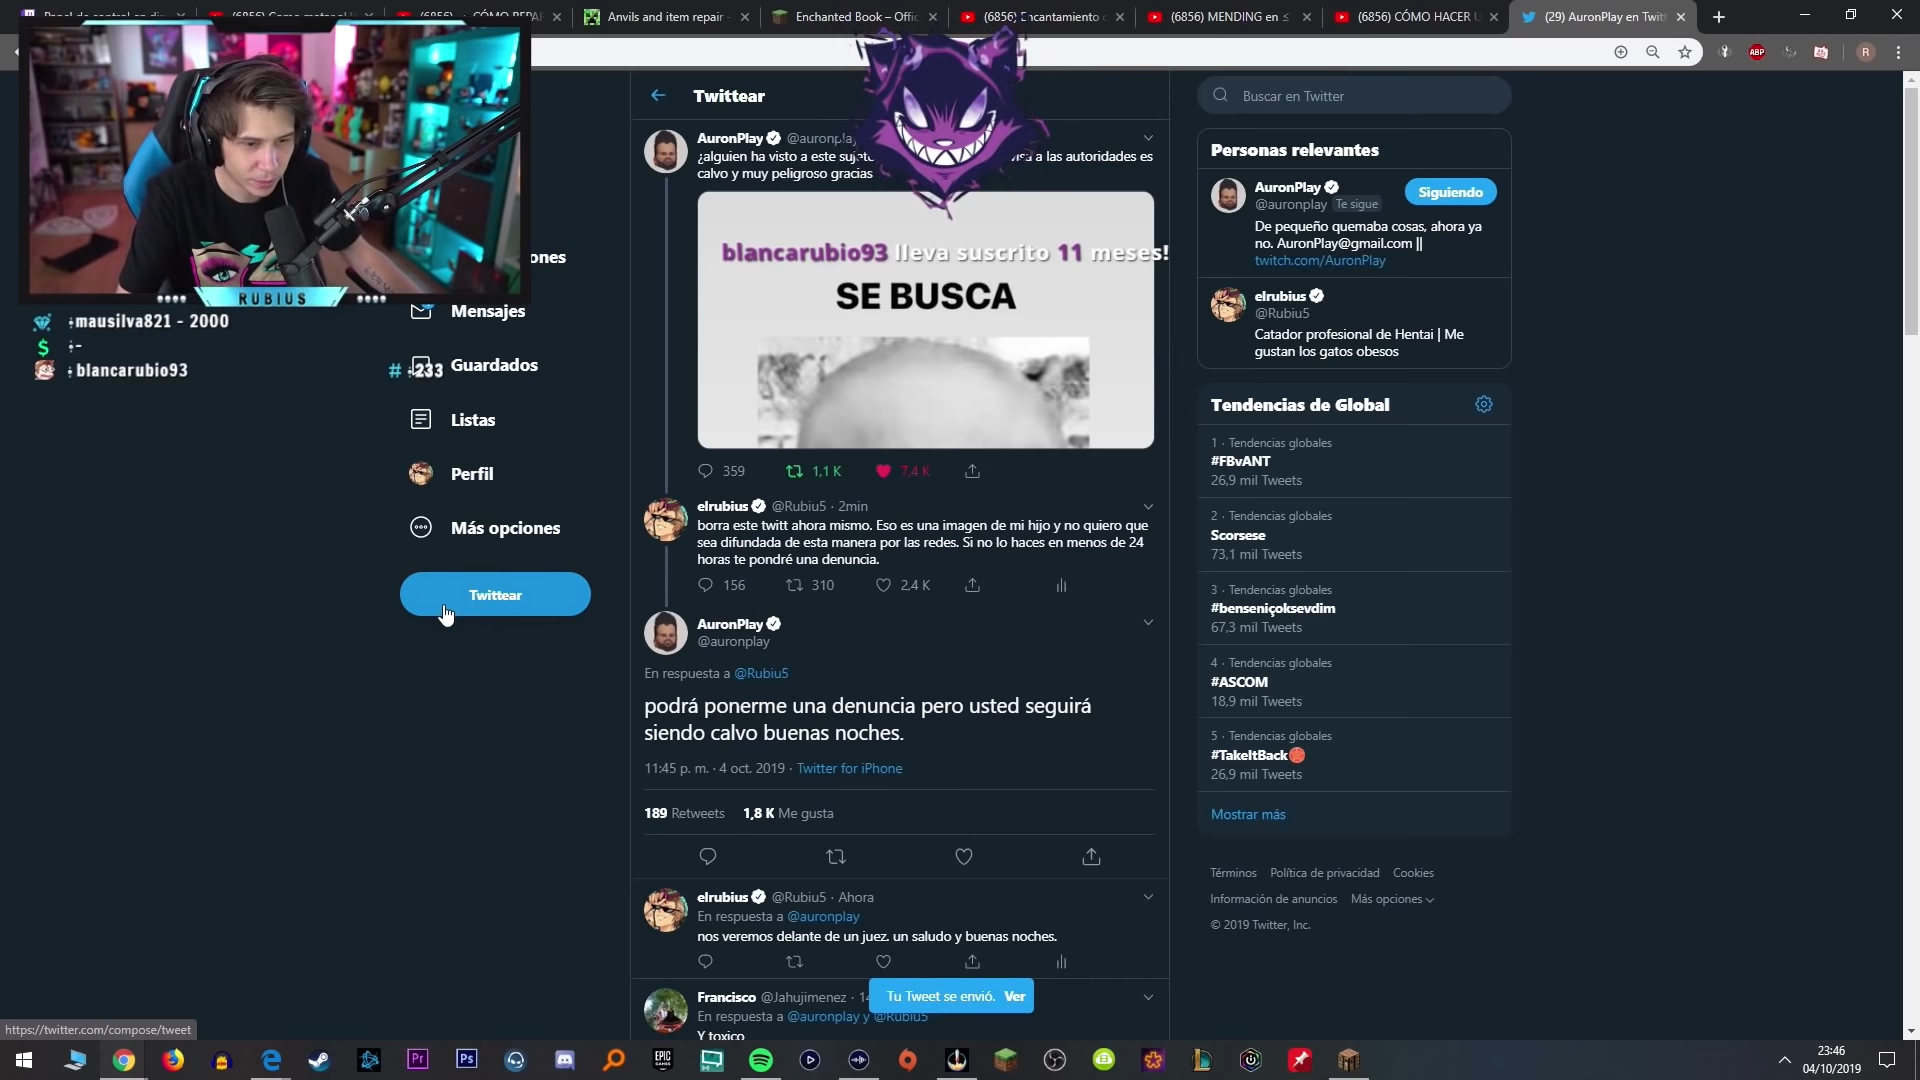 Anvils and item repair -
Enchanted Book – Offic
(6856) Encantamiento
(6856) MENDING en
(6856) CÓMO HACER U
(29) AuronPlay en Twitt
ABP
R
RUBIUS
mausilva821 - 2000
$ -
blancarubio93
# 233
ones
Mensajes
Guardados
Listas
Perfil
Más opciones
Twittear
Twittear
AuronPlay @auronpla
¿alguien ha visto a este sujeto a las autoridades es
calvo y muy peligroso gracias
blancarubio93 lleva suscrito 11 meses!
SE BUSCA
359 1,1 K 7,4 K
elrubius @Rubiu5 · 2min
borra este twitt ahora mismo. Eso es una imagen de mi hijo y no quiero que
sea difundada de esta manera por las redes. Si no lo haces en menos de 24
horas te pondré una denuncia.
156 310 2,4 K
AuronPlay
@auronplay
En respuesta a @Rubiu5
podrá ponerme una denuncia pero usted seguirá
siendo calvo buenas noches.
11:45 p. m. · 4 oct. 2019 · Twitter for iPhone
189 Retweets 1,8 K Me gusta
elrubius @Rubiu5 · Ahora
En respuesta a @auronplay
nos veremos delante de un juez. un saludo y buenas noches.
Francisco @Jahujimenez ·
En respuesta a @auronplay y @Rubiu5
Y toxico
Tu Tweet se envió. Ver
Buscar en Twitter
Personas relevantes
AuronPlay
@auronplay Te sigue
Siguiendo
De pequeño quemaba cosas, ahora ya
no. AuronPlay@gmail.com ||
twitch.com/AuronPlay
elrubius
@Rubiu5
Catador profesional de Hentai | Me
gustan los gatos obesos
Tendencias de Global
1 · Tendencias globales
#FBvANT
26,9 mil Tweets
2 · Tendencias globales
Scorsese
73,1 mil Tweets
3 · Tendencias globales
#benseniçoksevdim
67,3 mil Tweets
4 · Tendencias globales
#ASCOM
18,9 mil Tweets
5 · Tendencias globales
#TakeItBack
26,9 mil Tweets
Mostrar más
Términos Política de privacidad Cookies
Información de anuncios Más opciones
© 2019 Twitter, Inc.
https://twitter.com/compose/tweet
Pr
Ps
EPIC GAMES
23:46
04/10/2019